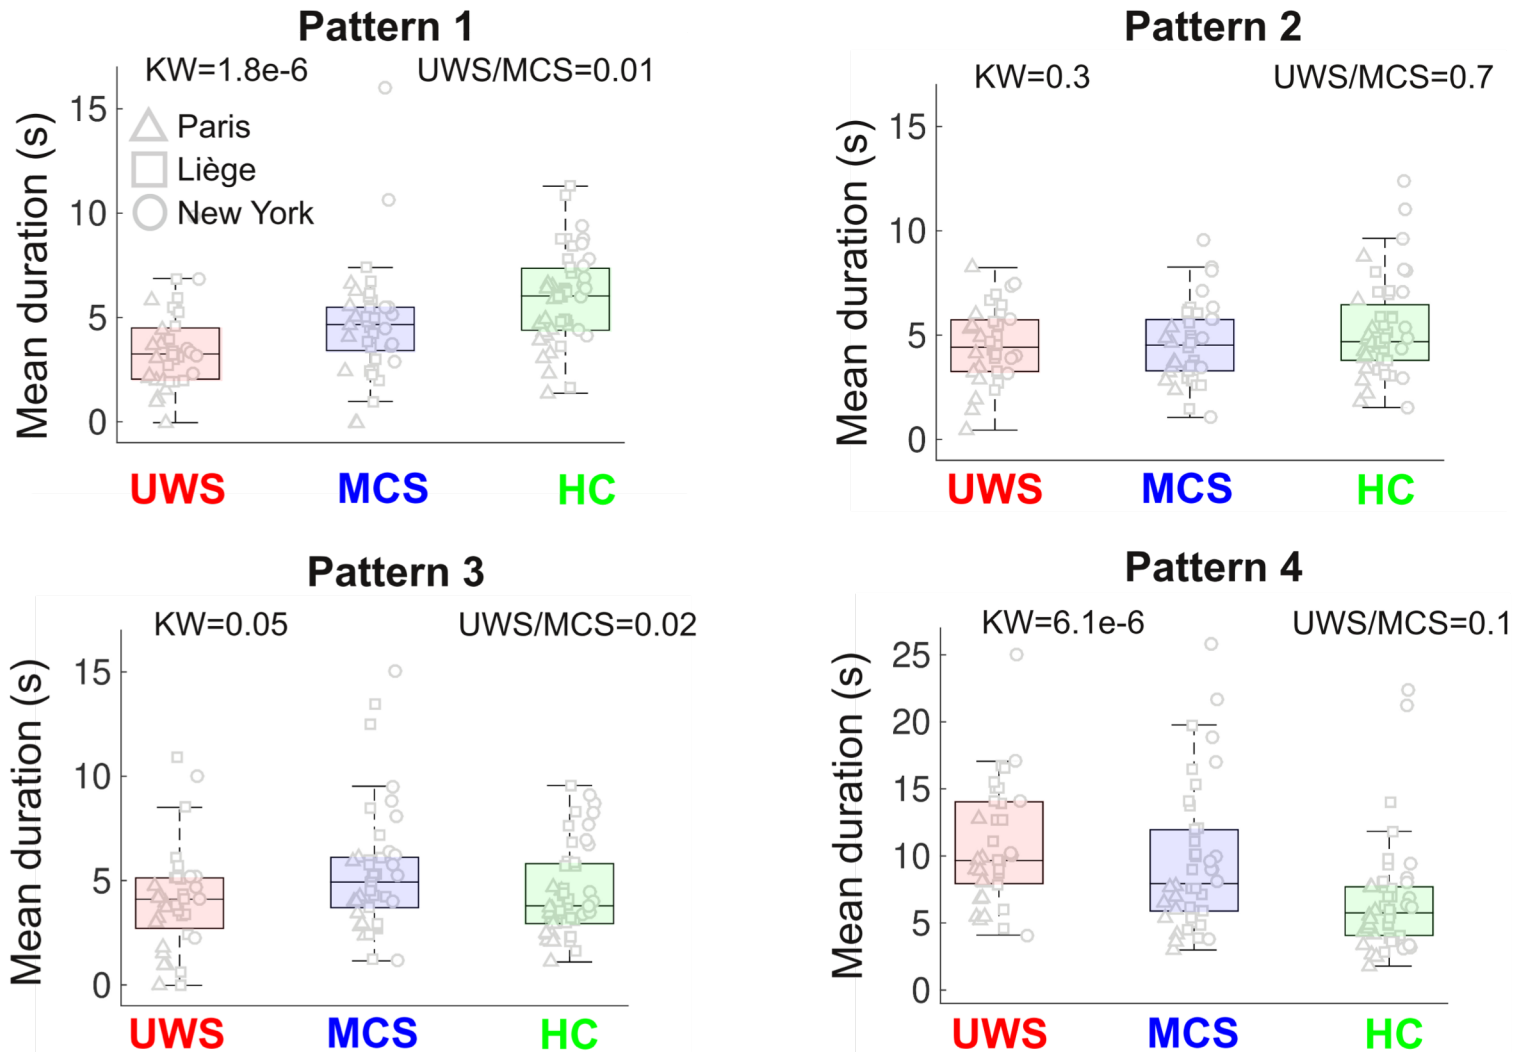 Pattern 1
KW=1.8e-6
UWS/MCS=0.01
Mean duration (s)
15
10
5
0
Paris
Liège
New York
UWS
MCS
HC
Pattern 2
KW=0.3
UWS/MCS=0.7
Mean duration (s)
15
10
5
0
UWS
MCS
HC
Pattern 3
KW=0.05
UWS/MCS=0.02
Mean duration (s)
15
10
5
0
UWS
MCS
HC
Pattern 4
KW=6.1e-6
UWS/MCS=0.1
Mean duration (s)
25
20
15
10
5
0
UWS
MCS
HC